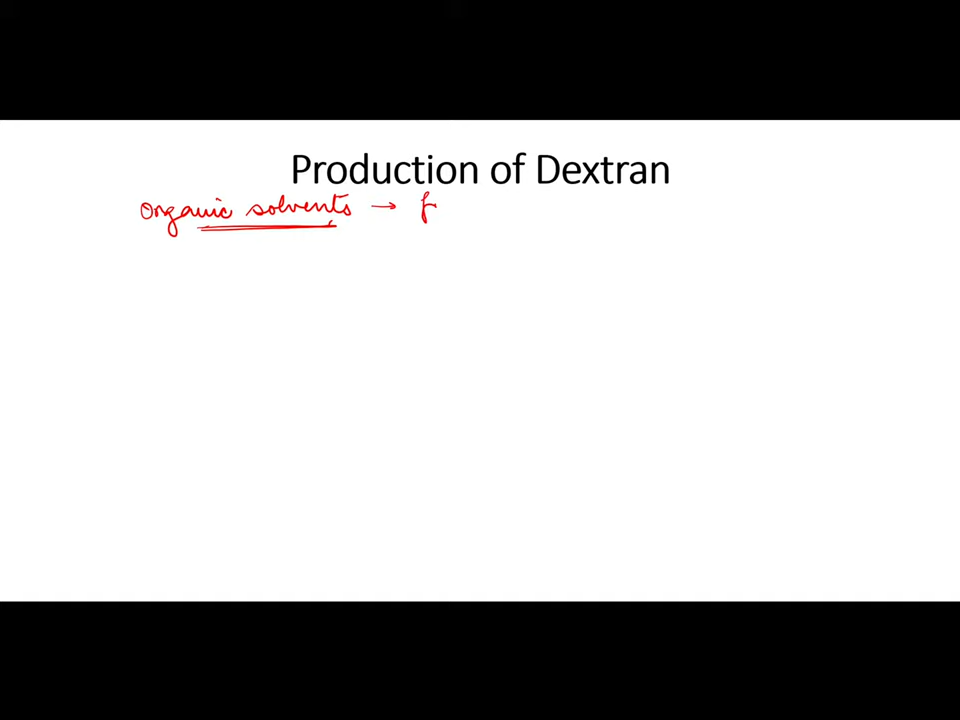 Production of Dextran
Organic solvents → f